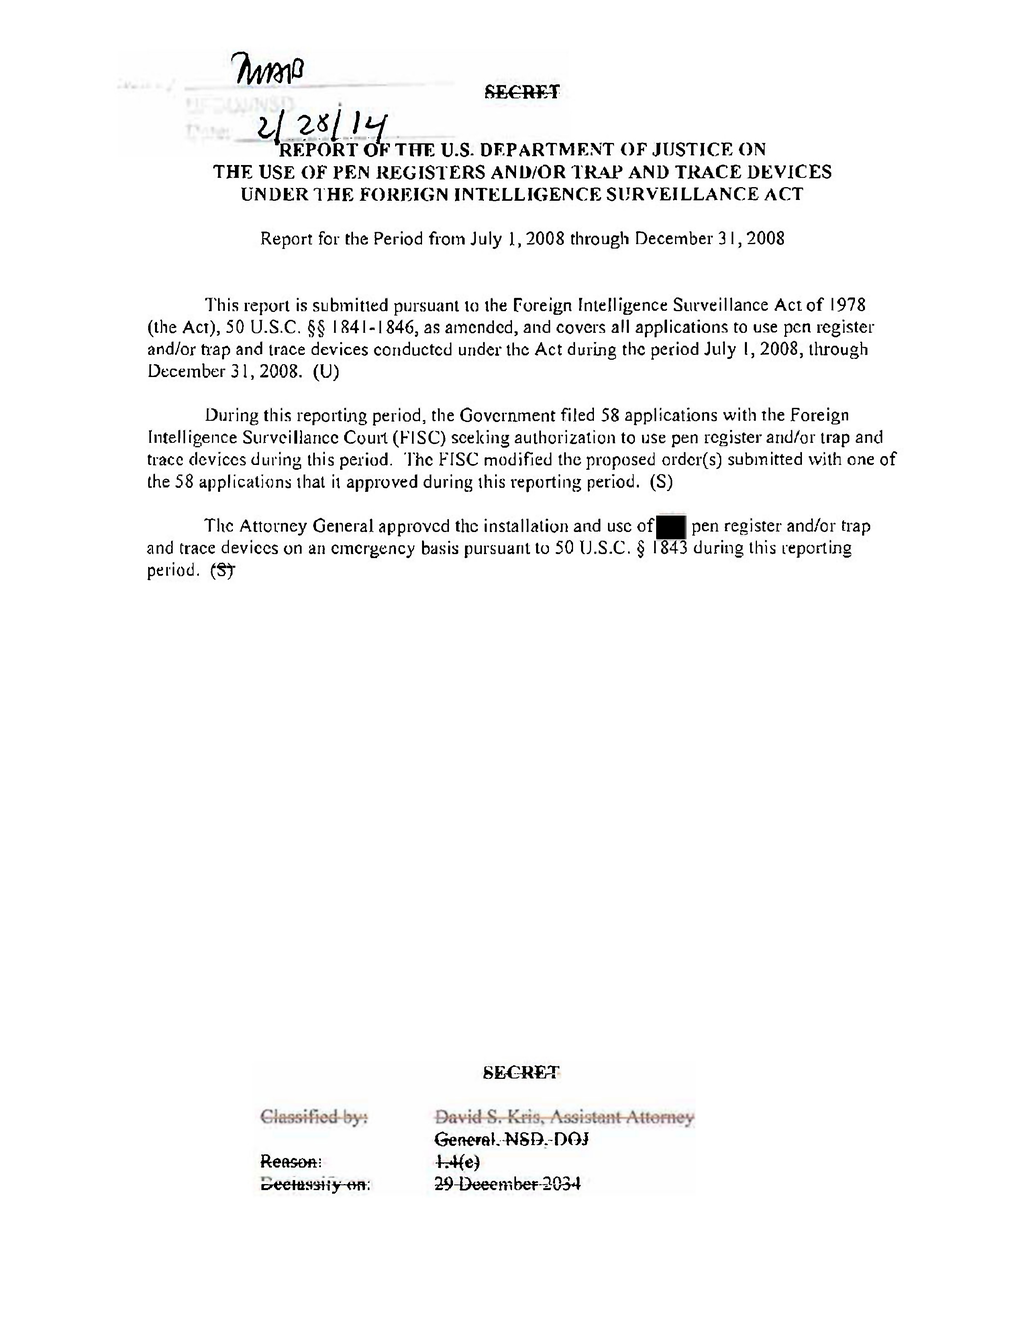 SECRET
2/28/14
REPORT OF THE U.S. DEPARTMENT OF JUSTICE ON
THE USE OF PEN REGISTERS AND/OR TRAP AND TRACE DEVICES
UNDER THE FOREIGN INTELLIGENCE SURVEILLANCE ACT
Report for the Period from July 1, 2008 through December 31, 2008
This report is submitted pursuant to the Foreign Intelligence Surveillance Act of 1978
(the Act), 50 U.S.C. §§ 1841-1846, as amended, and covers all applications to use pen register
and/or trap and trace devices conducted under the Act during the period July 1, 2008, through
December 31, 2008. (U)
During this reporting period, the Government filed 58 applications with the Foreign
Intelligence Surveillance Court (FISC) seeking authorization to use pen register and/or trap and
trace devices during this period. The FISC modified the proposed order(s) submitted with one of
the 58 applications that it approved during this reporting period. (S)
The Attorney General approved the installation and use of pen register and/or trap
and trace devices on an emergency basis pursuant to 50 U.S.C. § 1843 during this reporting
period. (S)
SECRET
Classified by: David S. Kris, Assistant Attorney
General, NSD, DOJ
Reason: 1.4(c)
Declassify on: 29 December 2034